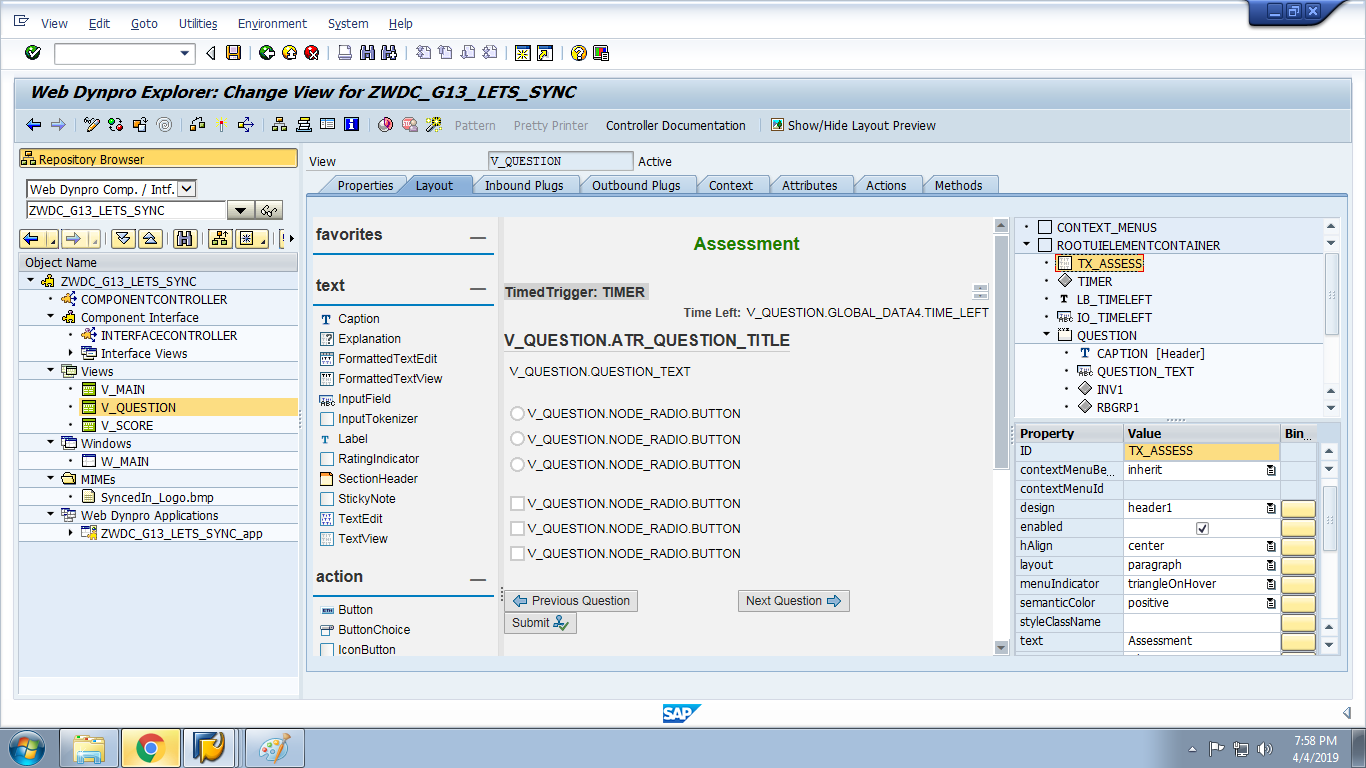 View Edit Goto Utilities Environment System Help
Web Dynpro Explorer: Change View for ZWDC_G13_LETS_SYNC
Pattern Pretty Printer Controller Documentation Show/Hide Layout Preview
Repository Browser
Web Dynpro Comp. / Intf.
ZWDC_G13_LETS_SYNC
Object Name
ZWDC_G13_LETS_SYNC
COMPONENTCONTROLLER
Component Interface
INTERFACECONTROLLER
Interface Views
Views
V_MAIN
V_QUESTION
V_SCORE
Windows
W_MAIN
MIMEs
SyncedIn_Logo.bmp
Web Dynpro Applications
ZWDC_G13_LETS_SYNC_app
View V_QUESTION Active
Properties Layout Inbound Plugs Outbound Plugs Context Attributes Actions Methods
favorites
text
Caption
Explanation
FormattedTextEdit
FormattedTextView
InputField
InputTokenizer
Label
RatingIndicator
SectionHeader
StickyNote
TextEdit
TextView
action
Button
ButtonChoice
IconButton
Assessment
TimedTrigger: TIMER
Time Left: V_QUESTION.GLOBAL_DATA4.TIME_LEFT
V_QUESTION.ATR_QUESTION_TITLE
V_QUESTION.QUESTION_TEXT
V_QUESTION.NODE_RADIO.BUTTON
V_QUESTION.NODE_RADIO.BUTTON
V_QUESTION.NODE_RADIO.BUTTON
V_QUESTION.NODE_RADIO.BUTTON
V_QUESTION.NODE_RADIO.BUTTON
V_QUESTION.NODE_RADIO.BUTTON
Previous Question Next Question
Submit
CONTEXT_MENUS
ROOTUIELEMENTCONTAINER
TX_ASSESS
TIMER
LB_TIMELEFT
IO_TIMELEFT
QUESTION
CAPTION [Header]
QUESTION_TEXT
INV1
RBGRP1
Property Value Bin...
ID TX_ASSESS
contextMenuBe... inherit
contextMenuId
design header1
enabled
hAlign center
layout paragraph
menuIndicator triangleOnHover
semanticColor positive
styleClassName
text Assessment
SAP
7:58 PM
4/4/2019